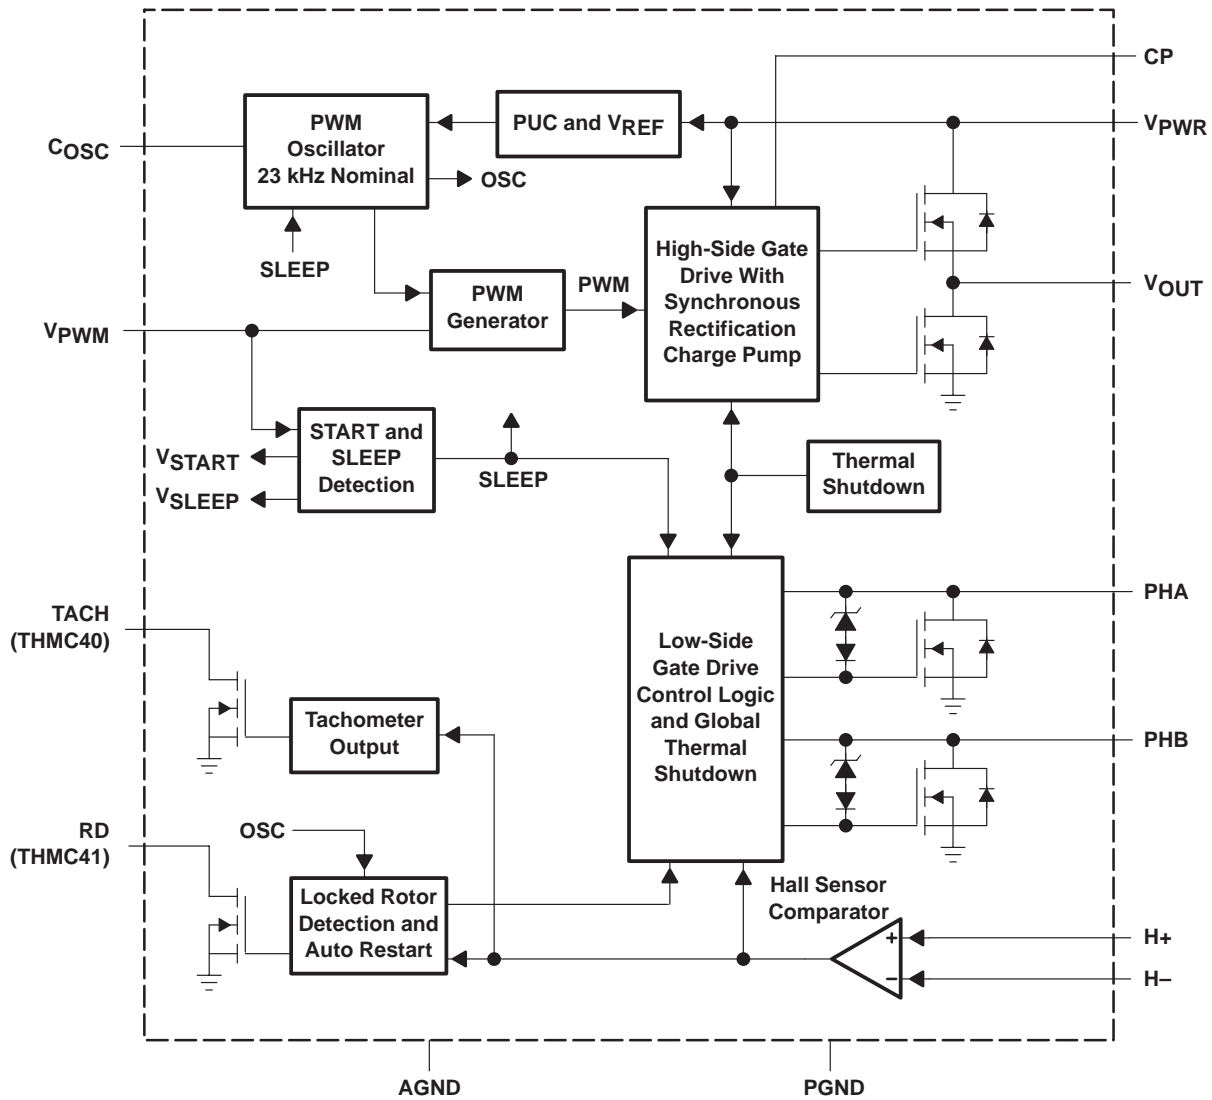 CP
PWM
Oscillator
23 kHz Nominal
PUC and VREF
VPWR
COSC
OSC
SLEEP
High-Side Gate
Drive With
Synchronous
Rectification
Charge Pump
PWM
Generator
PWM
VOUT
VPWM
START and
SLEEP
Detection
VSTART
VSLEEP
SLEEP
Thermal
Shutdown
TACH
(THMC40)
Low-Side
Gate Drive
Control Logic
and Global
Thermal
Shutdown
PHA
Tachometer
Output
PHB
RD
(THMC41)
OSC
Locked Rotor
Detection and
Auto Restart
Hall Sensor
Comparator
+
−
H+
H–
AGND
PGND